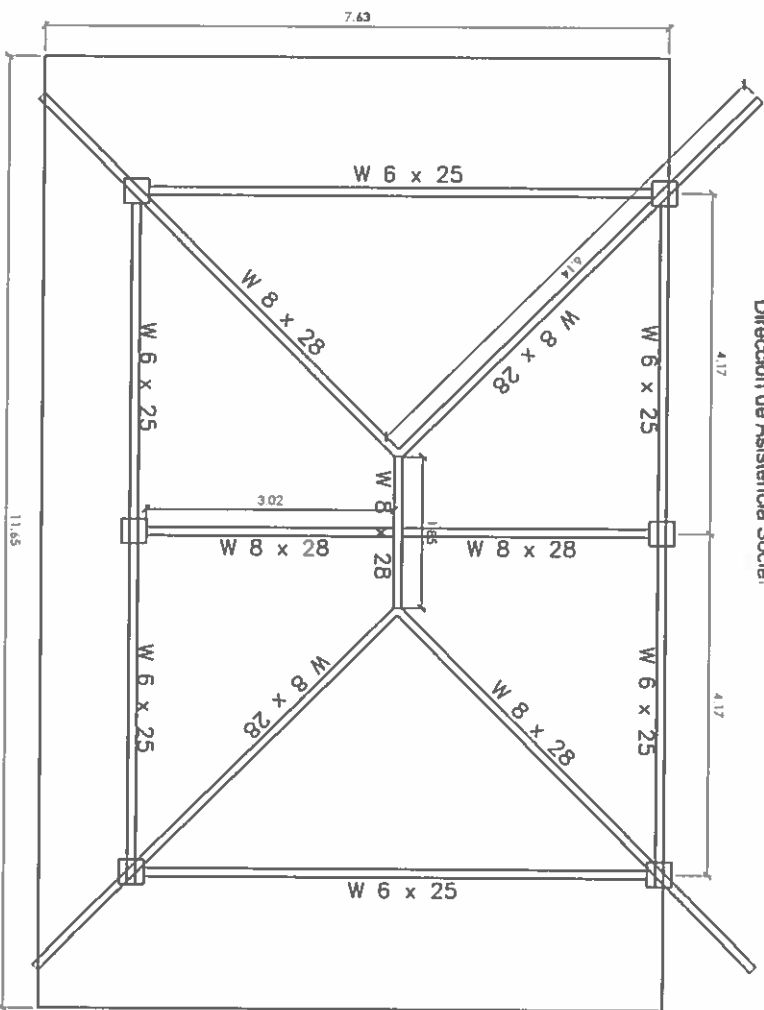 7.63
W 6 x 25
Dirección de Asistencia Social
6.14
4.17
W 8 x 28
W 8 x 28
W 6 x 25
W 6 x 25
3.02
W 8 x 28
1.85
W 8 x 28
W 8 x 28
11.65
4.17
W 6 x 25
W 8 x 28
W 8 x 28
W 6 x 25
W 6 x 25